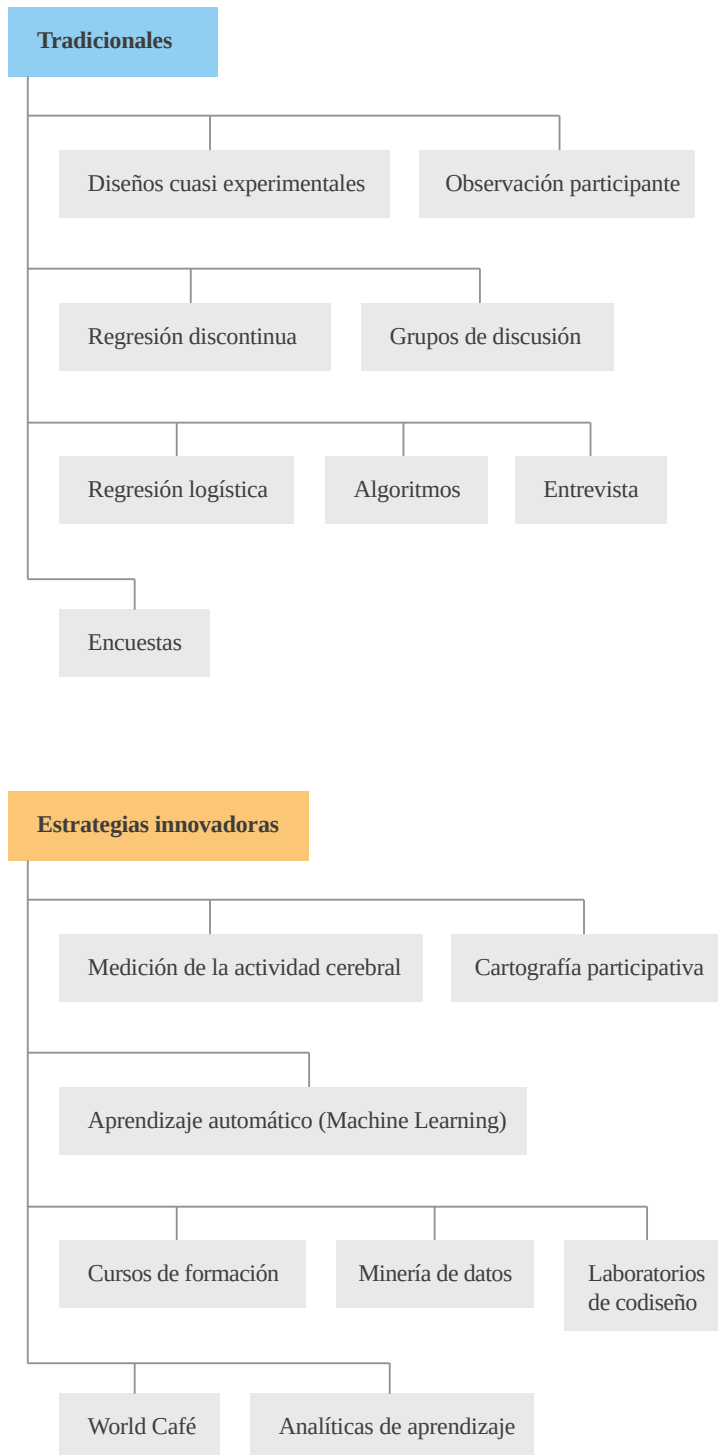 Tradicionales
Diseños cuasi experimentales
Observación participante
Regresión discontinua
Grupos de discusión
Regresión logística
Algoritmos
Entrevista
Encuestas
Estrategias innovadoras
Medición de la actividad cerebral
Cartografía participativa
Aprendizaje automático (Machine Learning)
Cursos de formación
Minería de datos
Laboratorios
de codiseño
World Café
Analíticas de aprendizaje